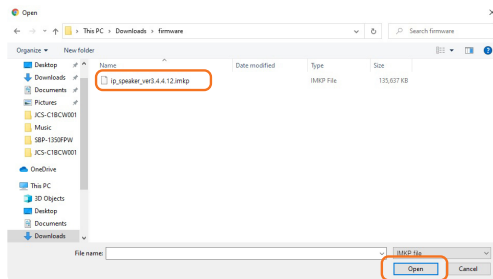 Open
This PC > Downloads > firmware
Search firmware
Organize
New folder
Desktop
Downloads
Documents
Pictures
JCS-C1BCW001
Music
SBP-1350FPW
JCS-C1BCW001
OneDrive
This PC
3D Objects
Desktop
Documents
Downloads
Name Date modified Type Size
ip_speaker_ver3.4.4.12.imkp IMKP File 135,637 KB
File name:
IMKP file
Open Cancel